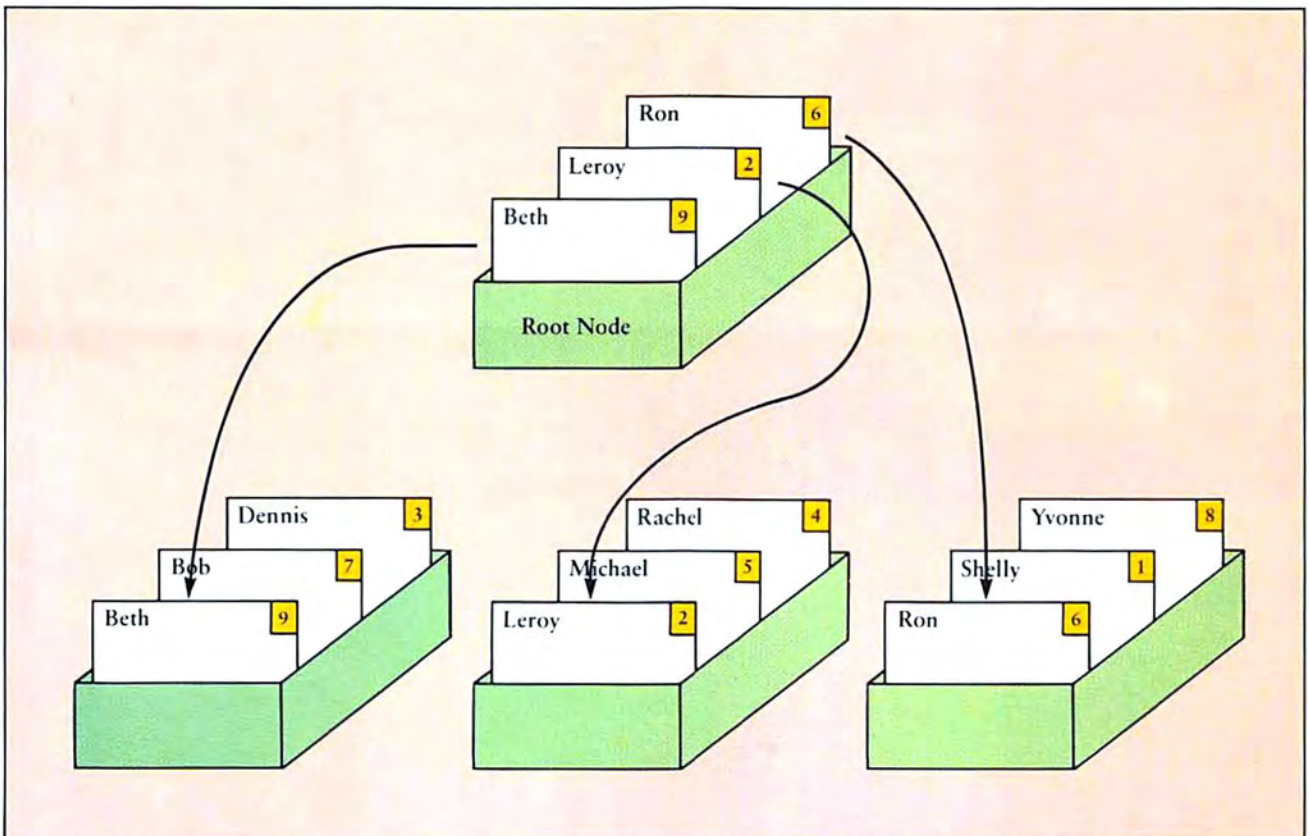 Ron 6
Leroy 2
Beth 9
Root Node
Dennis 3
Bob 7
Beth 9
Rachel 4
Michael 5
Leroy 2
Yvonne 8
Shelly 1
Ron 6